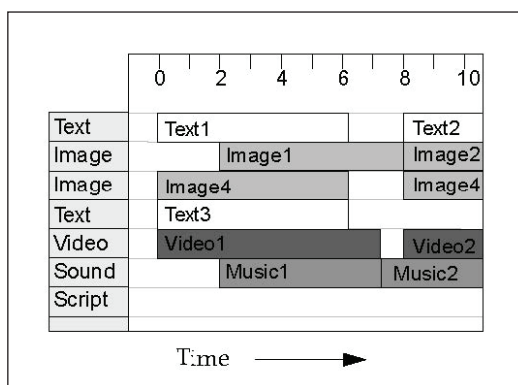 0 2 4 6 8 10
Text Text1 Text2
Image Image1 Image2
Image Image4 Image4
Text Text3
Video Video1 Video2
Sound Music1 Music2
Script
Time